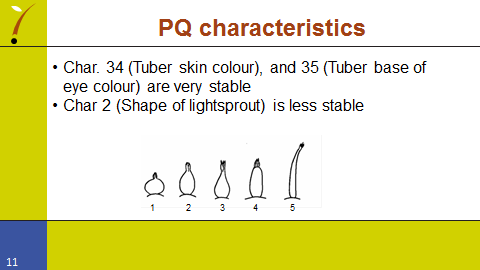 PQ characteristics
• Char. 34 (Tuber skin colour), and 35 (Tuber base of
eye colour) are very stable
• Char 2 (Shape of lightsprout) is less stable
1 2 3 4 5
11